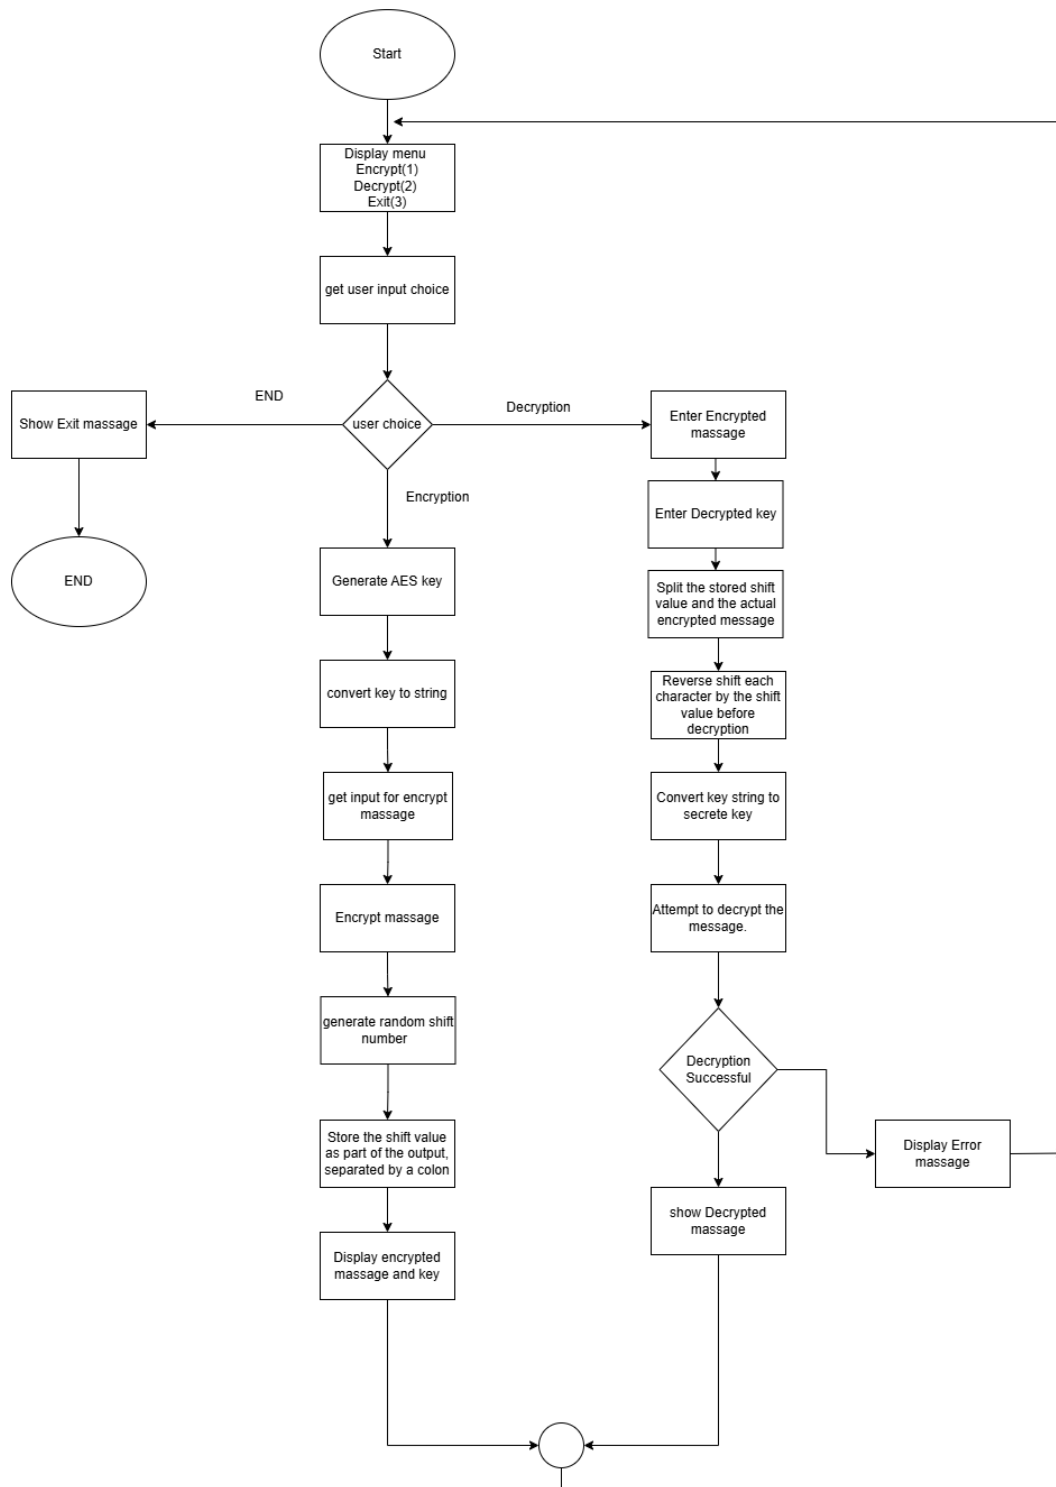 Start
Display menu
Encrypt(1)
Decrypt(2)
Exit(3)
get user input choice
user choice
END
Show Exit massage
END
Decryption
Enter Encrypted
massage
Enter Decrypted key
Split the stored shift
value and the actual
encrypted message
Reverse shift each
character by the shift
value before
decryption
Convert key string to
secrete key
Attempt to decrypt the
message.
Decryption
Successful
Display Error
massage
show Decrypted
massage
Encryption
Generate AES key
convert key to string
get input for encrypt
massage
Encrypt massage
generate random shift
number
Store the shift value
as part of the output,
separated by a colon
Display encrypted
massage and key